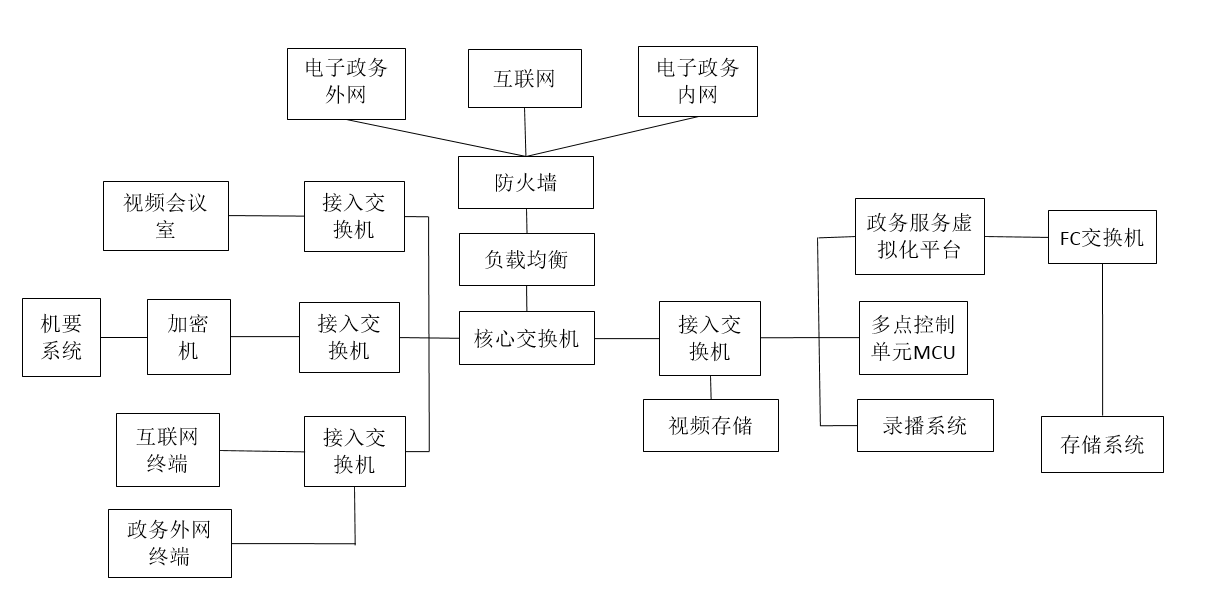 电子政务
外网
互联网
电子政务
内网
防火墙
视频会议
室
接入交
换机
负载均衡
政务服务虚
拟化平台
FC交换机
机要
系统
加密
机
接入交
换机
核心交换机
接入交
换机
多点控制
单元MCU
视频存储
录播系统
存储系统
互联网
终端
接入交
换机
政务外网
终端